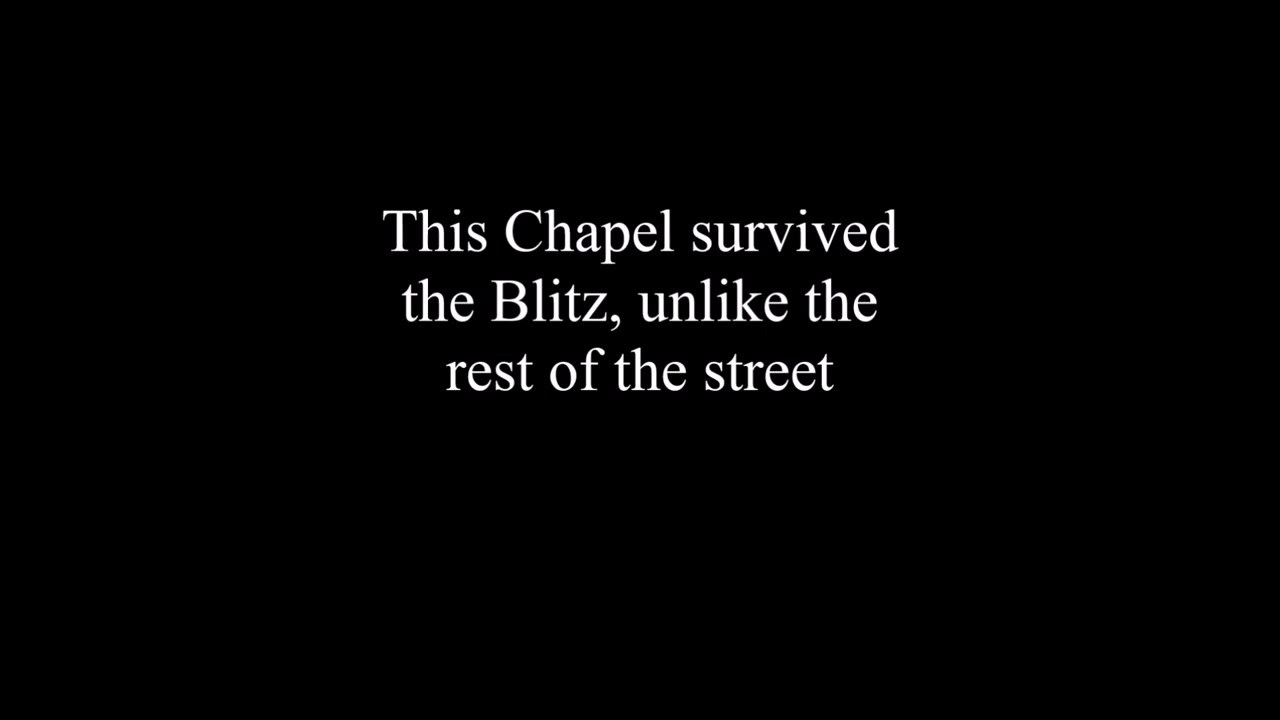 This Chapel survived
the Blitz, unlike the
rest of the street